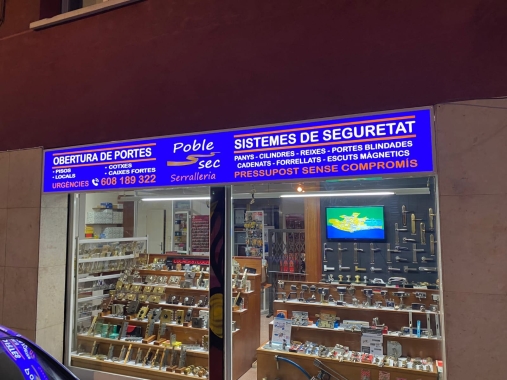 OBERTURA DE PORTES
- PISOS
- LOCALS
- COTXES
- CAIXES FORTES
URGÈNCIES 608 189 322
Poble
sec
Serralleria
SISTEMES DE SEGURETAT
PANYS - CILINDRES - REIXES - PORTES BLINDADES
CADENATS - FORRELLATS - ESCUTS MÀGNETICS
PRESSUPOST SENSE COMPROMÍS